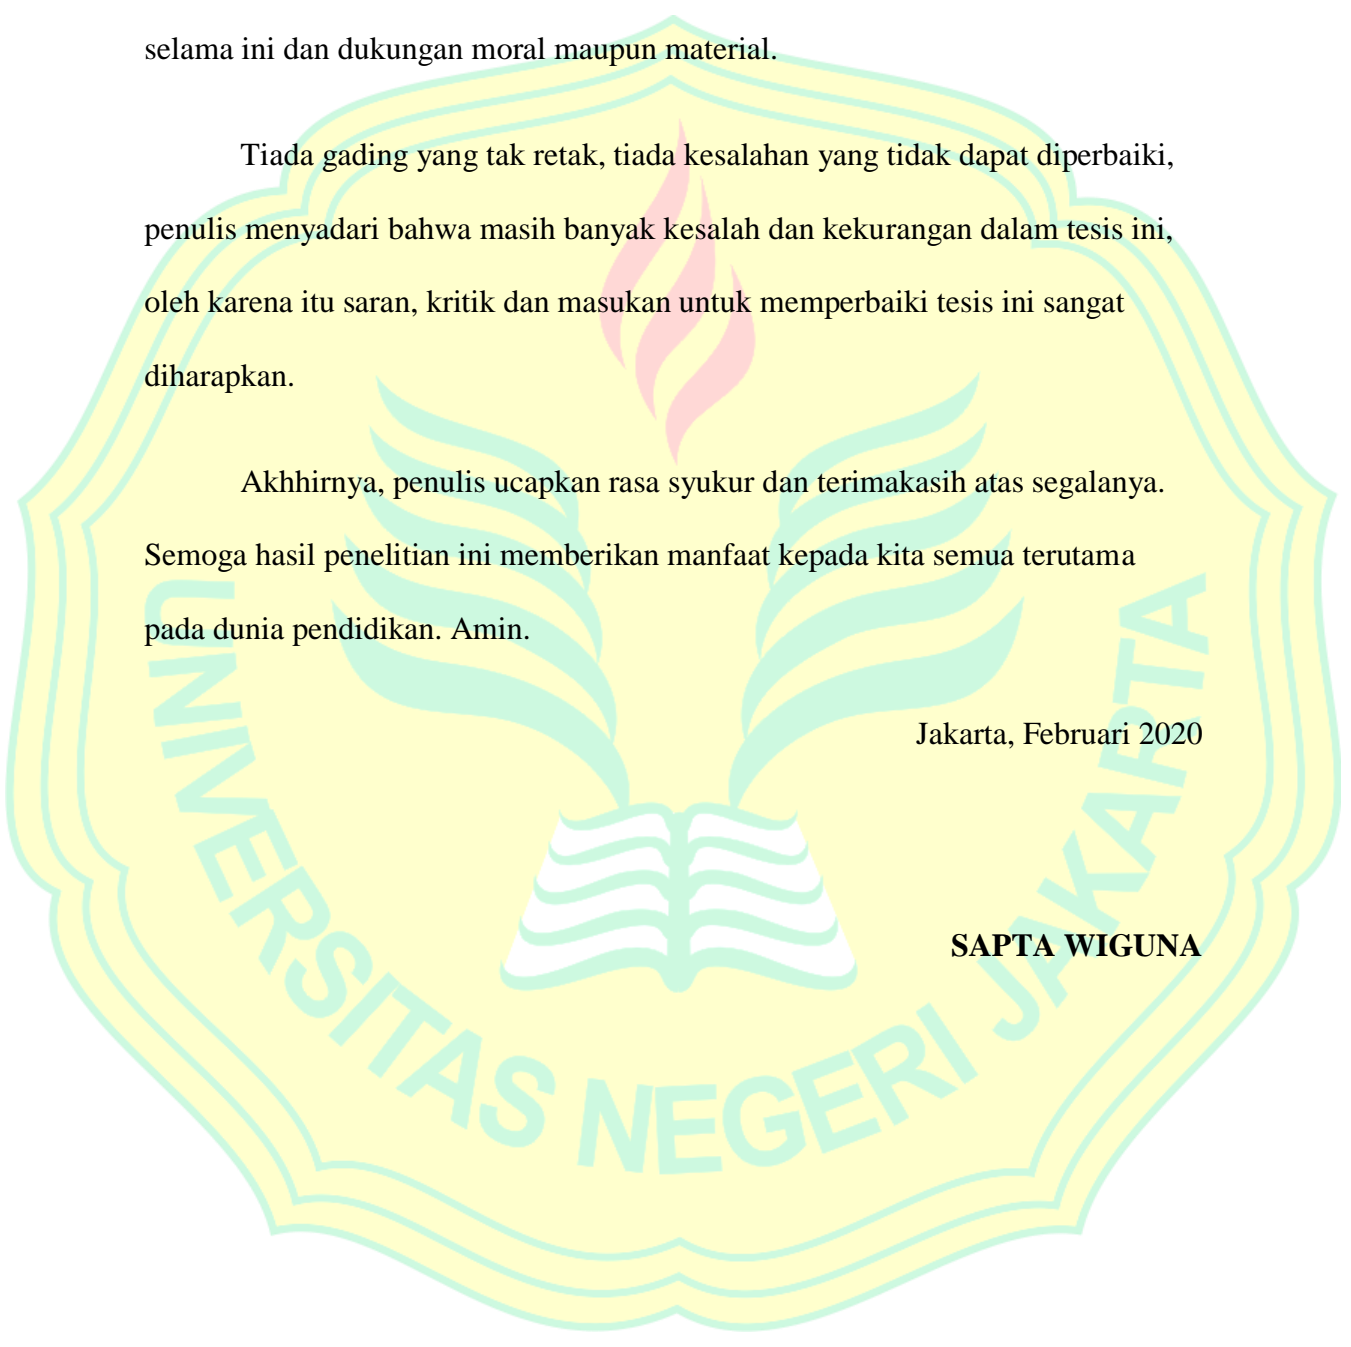 selama ini dan dukungan moral maupun material.
Tiada gading yang tak retak, tiada kesalahan yang tidak dapat diperbaiki,
penulis menyadari bahwa masih banyak kesalah dan kekurangan dalam tesis ini,
oleh karena itu saran, kritik dan masukan untuk memperbaiki tesis ini sangat
diharapkan.
Akhhirnya, penulis ucapkan rasa syukur dan terimakasih atas segalanya.
Semoga hasil penelitian ini memberikan manfaat kepada kita semua terutama
pada dunia pendidikan. Amin.
Jakarta, Februari 2020
SAPTA WIGUNA
UNIVERSITAS NEGERI JAKARTA